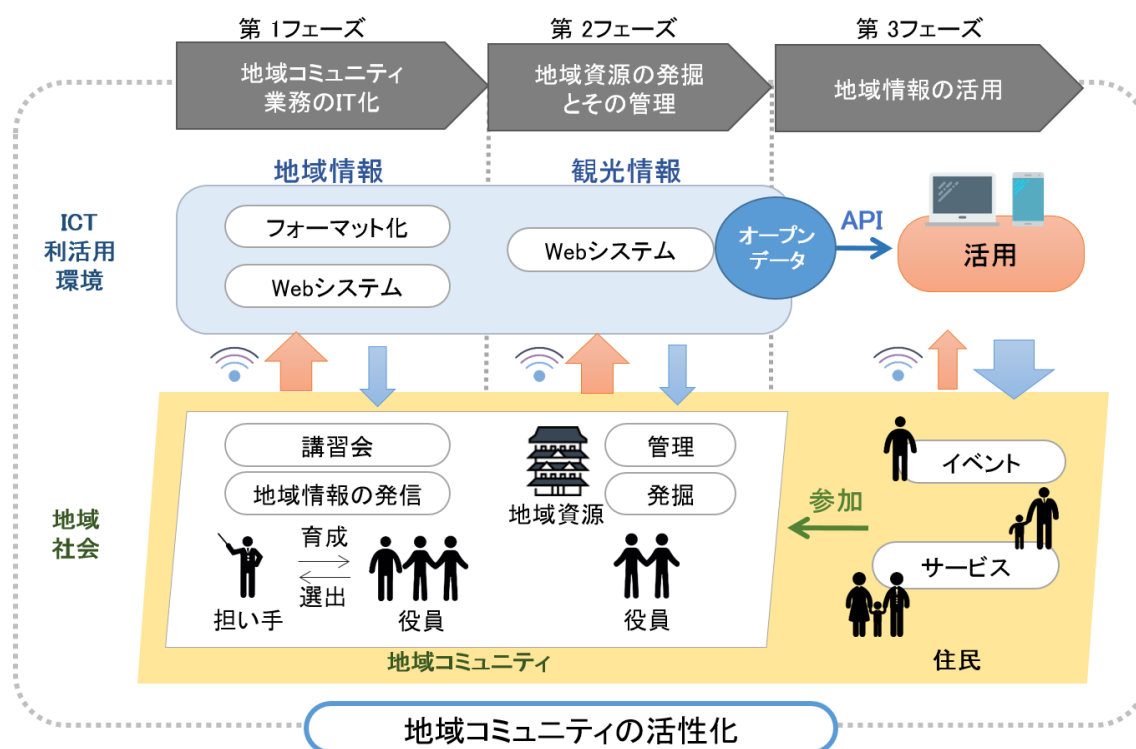 第 1フェーズ
第 2フェーズ
第 3フェーズ
地域コミュニティ
業務のIT化
地域資源の発掘
とその管理
地域情報の活用
ICT
利活用
環境
地域情報
観光情報
フォーマット化
Webシステム
Webシステム
オープン
データ
API
活用
地域
社会
講習会
地域情報の発信
育成
選出
担い手
役員
地域資源
管理
発掘
役員
参加
イベント
サービス
地域コミュニティ
住民
地域コミュニティの活性化